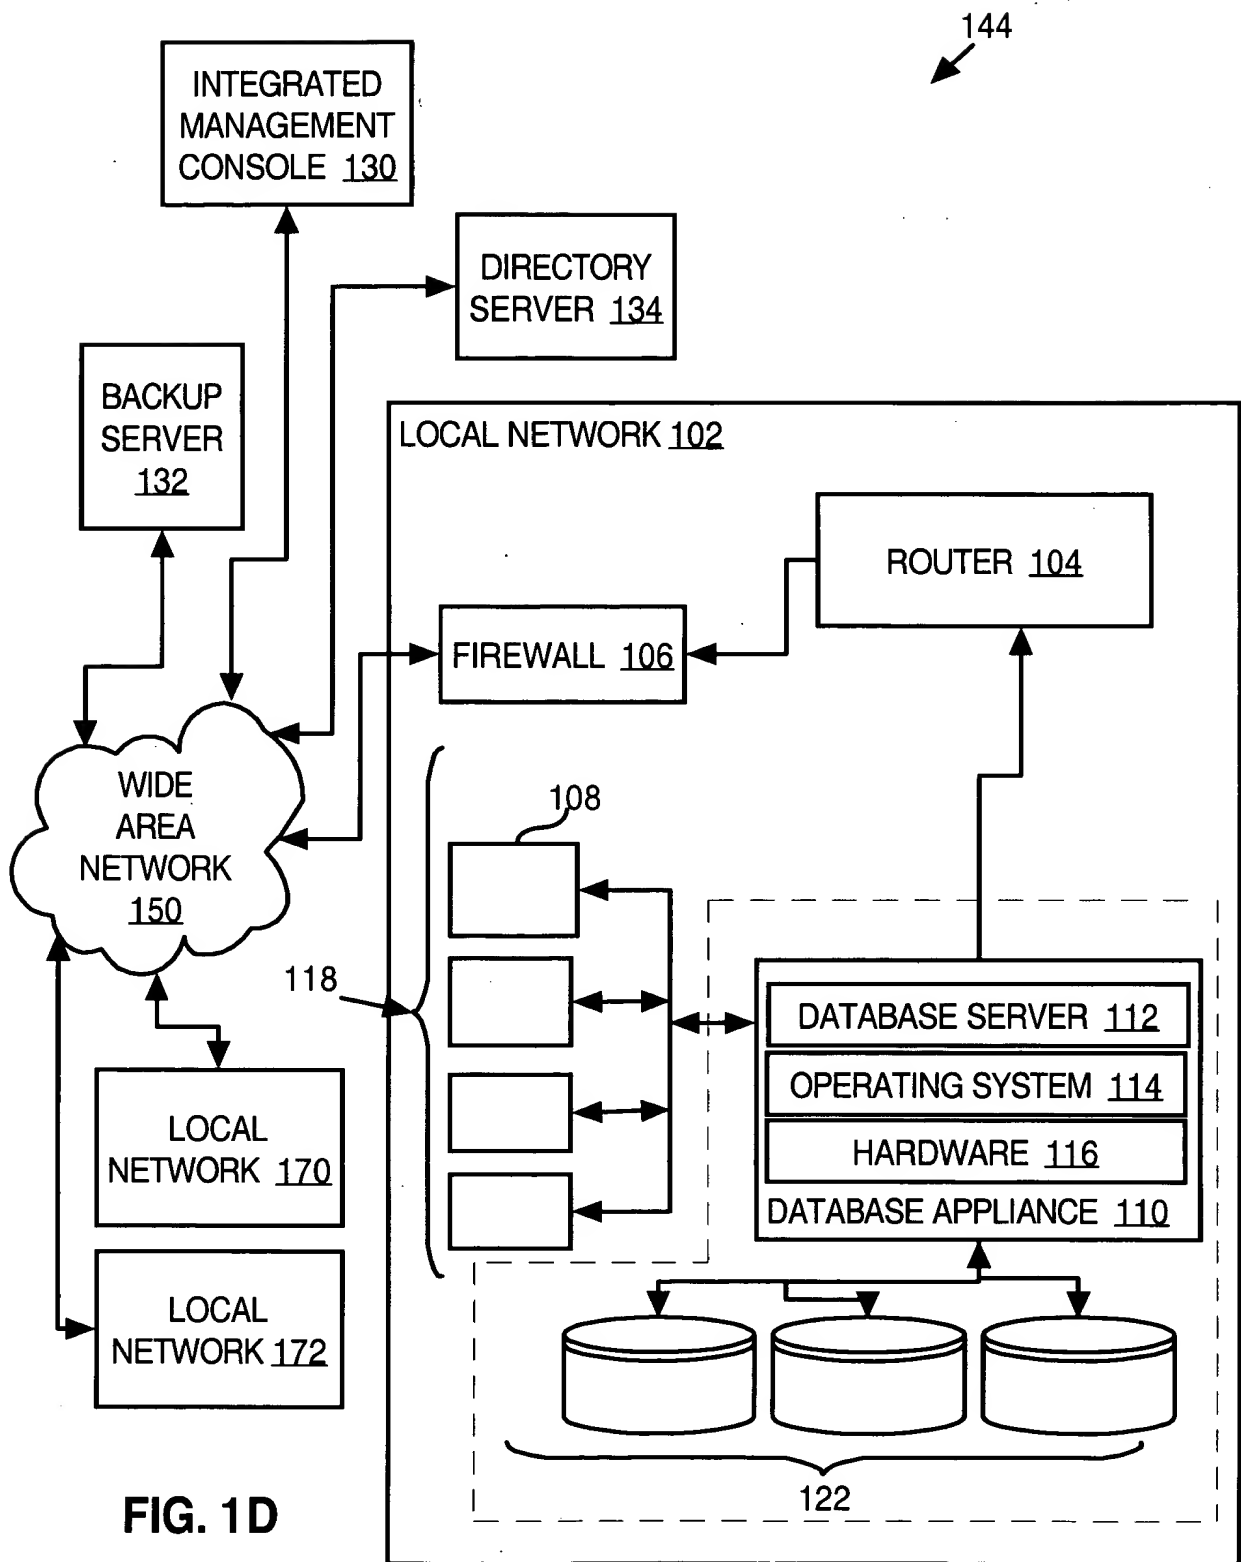 144
INTEGRATED
MANAGEMENT
CONSOLE 130
DIRECTORY
SERVER 134
BACKUP
SERVER
132
LOCAL NETWORK 102
ROUTER 104
FIREWALL 106
WIDE
AREA
NETWORK
150
108
118
DATABASE SERVER 112
OPERATING SYSTEM 114
HARDWARE 116
DATABASE APPLIANCE 110
LOCAL
NETWORK 170
LOCAL
NETWORK 172
122
FIG. 1D